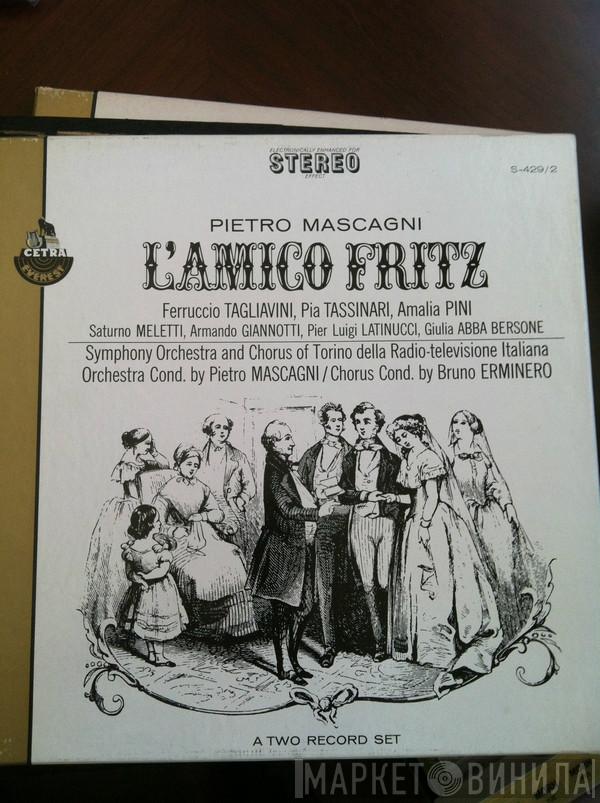 ELECTRONICALLY ENHANCED FOR
STEREO
EFFECT
S-429/2
CETRA
EVEREST
PIETRO MASCAGNI
L'AMICO FRITZ
Ferruccio TAGLIAVINI, Pia TASSINARI, Amalia PINI
Saturno MELETTI, Armando GIANNOTTI, Pier Luigi LATINUCCI, Giulia ABBA BERSONE
Symphony Orchestra and Chorus of Torino della Radio-televisione Italiana
Orchestra Cond. by Pietro MASCAGNI / Chorus Cond. by Bruno ERMINERO
A TWO RECORD SET
МАРКЕТ ВИНИЛА